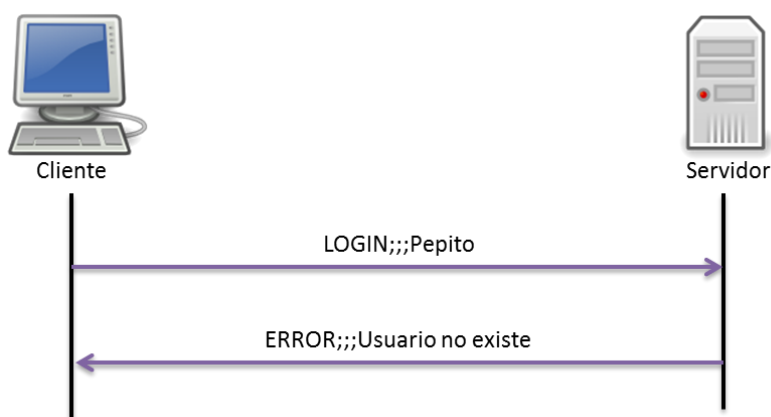 Cliente
Servidor
LOGIN;;;Pepito
ERROR;;;Usuario no existe